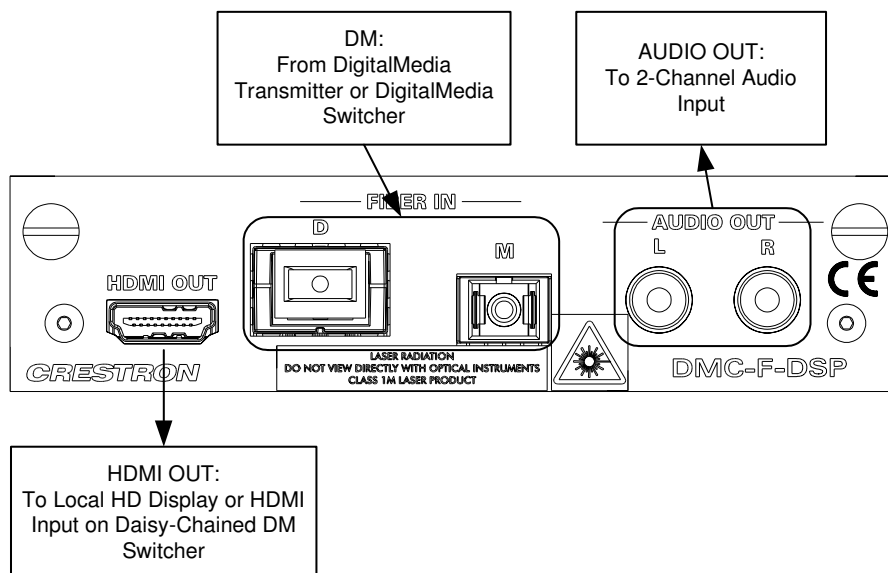 DM:
From DigitalMedia
Transmitter or DigitalMedia
Switcher
AUDIO OUT:
To 2-Channel Audio
Input
FIBER IN
D
M
AUDIO OUT
L
R
HDMI OUT
CE
CRESTRON
LASER RADIATION
DO NOT VIEW DIRECTLY WITH OPTICAL INSTRUMENTS
CLASS 1M LASER PRODUCT
DMC-F-DSP
HDMI OUT:
To Local HD Display or HDMI
Input on Daisy-Chained DM
Switcher